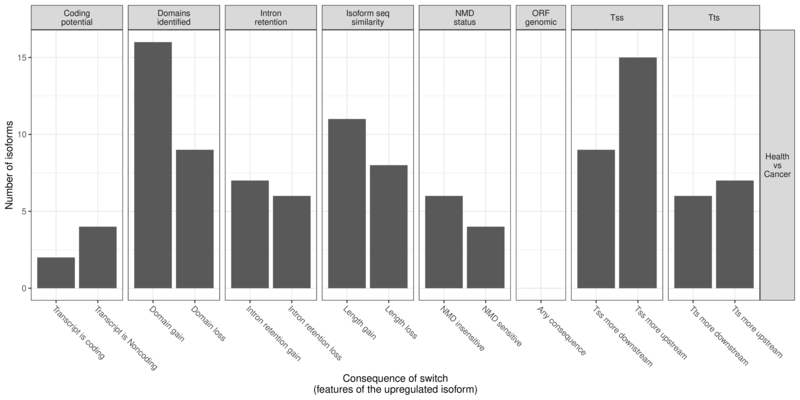 Coding
potential
Domains
identified
Intron
retention
Isoform seq
similarity
NMD
status
ORF
genomic
Tss
Tts
Number of isoforms
15
10
5
0
Health
vs
Cancer
Transcript is coding
Transcript is Noncoding
Domain gain
Domain loss
Intron retention gain
Intron retention loss
Length gain
Length loss
NMD insensitive
NMD sensitive
Any consequence
Tss more downstream
Tss more upstream
Tts more downstream
Tts more upstream
Consequence of switch
(features of the upregulated isoform)